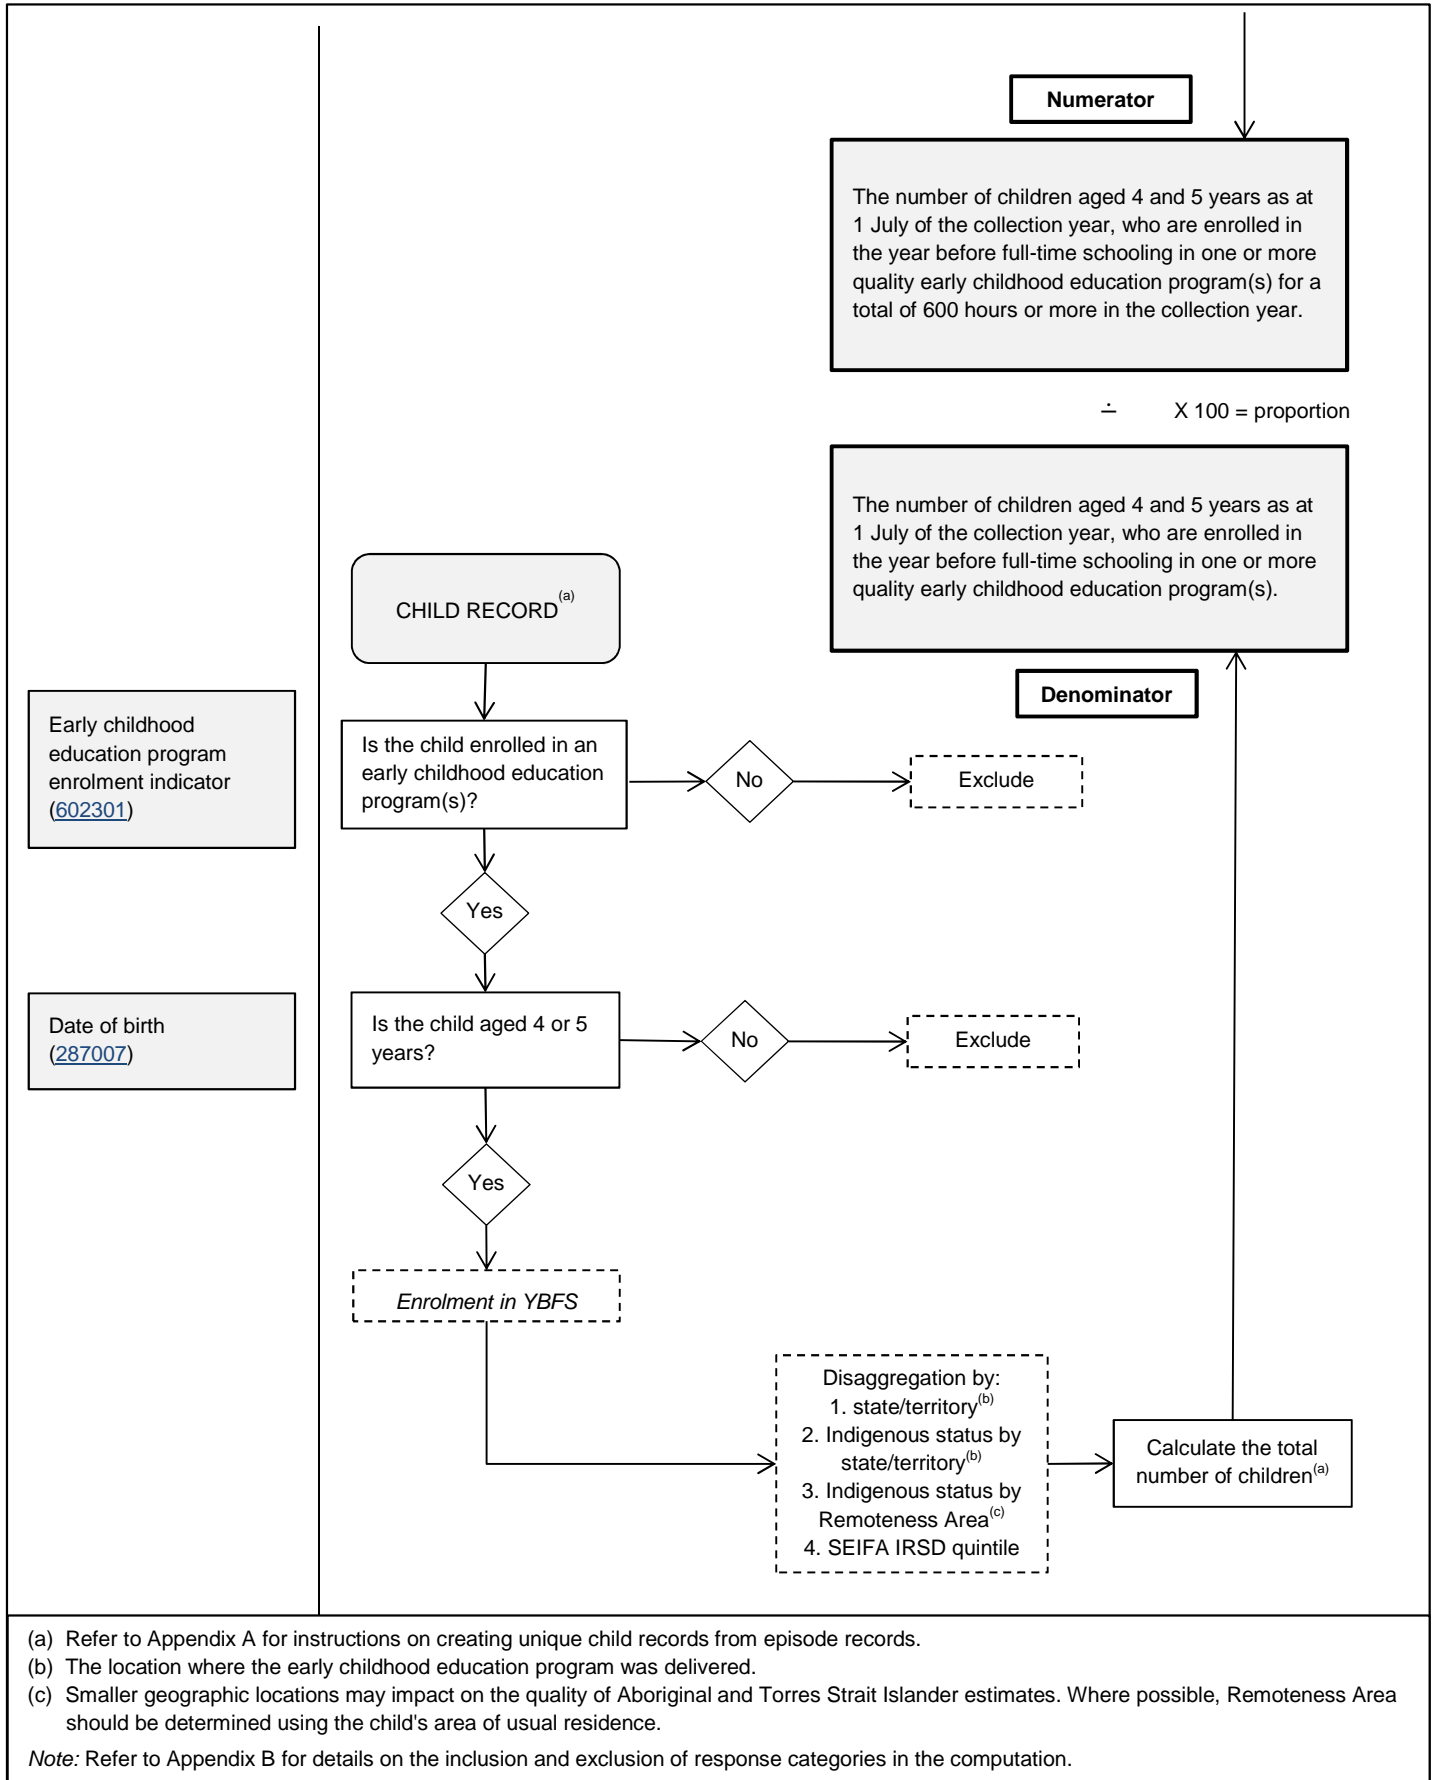 Numerator
The number of children aged 4 and 5 years as at
1 July of the collection year, who are enrolled in
the year before full-time schooling in one or more
quality early childhood education program(s) for a
total of 600 hours or more in the collection year.
÷ X 100 = proportion
The number of children aged 4 and 5 years as at
1 July of the collection year, who are enrolled in
the year before full-time schooling in one or more
quality early childhood education program(s).
Denominator
CHILD RECORD(a)
Early childhood
education program
enrolment indicator
(602301)
Is the child enrolled in an
early childhood education
program(s)?
No
Exclude
Yes
Date of birth
(287007)
Is the child aged 4 or 5
years?
No
Exclude
Yes
Enrolment in YBFS
Disaggregation by:
1. state/territory(b)
2. Indigenous status by
state/territory(b)
3. Indigenous status by
Remoteness Area(c)
4. SEIFA IRSD quintile
Calculate the total
number of children(a)
(a) Refer to Appendix A for instructions on creating unique child records from episode records.
(b) The location where the early childhood education program was delivered.
(c) Smaller geographic locations may impact on the quality of Aboriginal and Torres Strait Islander estimates. Where possible, Remoteness Area
should be determined using the child's area of usual residence.
Note: Refer to Appendix B for details on the inclusion and exclusion of response categories in the computation.